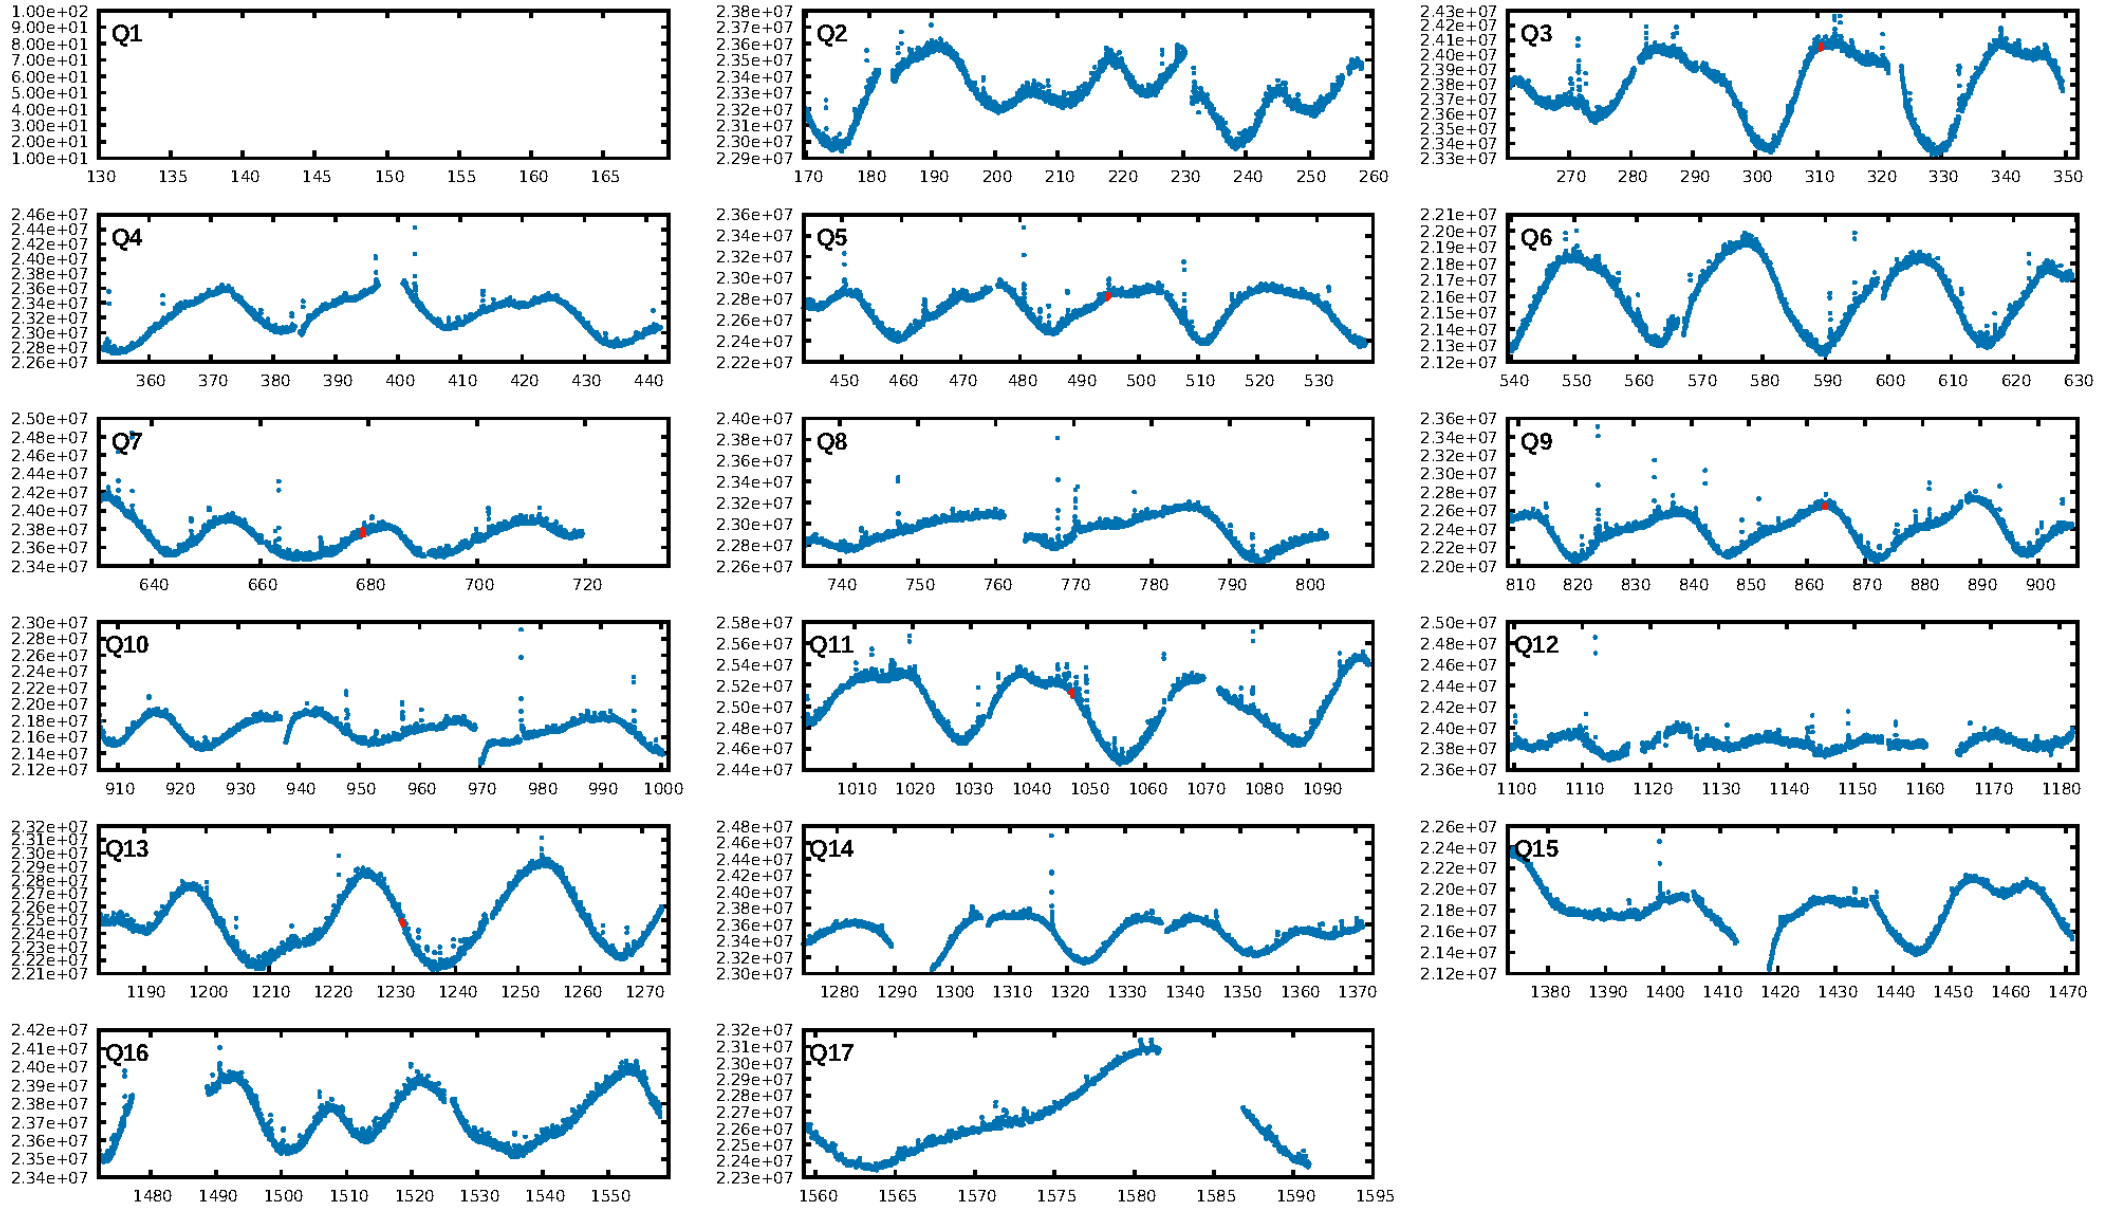 Q1
1.00e+02
9.00e+01
8.00e+01
7.00e+01
6.00e+01
5.00e+01
4.00e+01
3.00e+01
2.00e+01
1.00e+01
130 135 140 145 150 155 160 165
Q2
2.38e+07
2.37e+07
2.36e+07
2.35e+07
2.34e+07
2.33e+07
2.32e+07
2.31e+07
2.30e+07
2.29e+07
170 180 190 200 210 220 230 240 250 260
Q3
2.43e+07
2.42e+07
2.41e+07
2.40e+07
2.39e+07
2.38e+07
2.37e+07
2.36e+07
2.35e+07
2.34e+07
2.33e+07
270 280 290 300 310 320 330 340 350
Q4
2.46e+07
2.44e+07
2.42e+07
2.40e+07
2.38e+07
2.36e+07
2.34e+07
2.32e+07
2.30e+07
2.28e+07
2.26e+07
360 370 380 390 400 410 420 430 440
Q5
2.36e+07
2.34e+07
2.32e+07
2.30e+07
2.28e+07
2.26e+07
2.24e+07
2.22e+07
450 460 470 480 490 500 510 520 530
Q6
2.21e+07
2.20e+07
2.19e+07
2.18e+07
2.17e+07
2.16e+07
2.15e+07
2.14e+07
2.13e+07
2.12e+07
540 550 560 570 580 590 600 610 620 630
Q7
2.50e+07
2.48e+07
2.46e+07
2.44e+07
2.42e+07
2.40e+07
2.38e+07
2.36e+07
2.34e+07
640 660 680 700 720
Q8
2.40e+07
2.38e+07
2.36e+07
2.34e+07
2.32e+07
2.30e+07
2.28e+07
2.26e+07
740 750 760 770 780 790 800
Q9
2.36e+07
2.34e+07
2.32e+07
2.30e+07
2.28e+07
2.26e+07
2.24e+07
2.22e+07
2.20e+07
810 820 830 840 850 860 870 880 890 900
Q10
2.30e+07
2.28e+07
2.26e+07
2.24e+07
2.22e+07
2.20e+07
2.18e+07
2.16e+07
2.14e+07
2.12e+07
910 920 930 940 950 960 970 980 990 1000
Q11
2.58e+07
2.56e+07
2.54e+07
2.52e+07
2.50e+07
2.48e+07
2.46e+07
2.44e+07
1010 1020 1030 1040 1050 1060 1070 1080 1090
Q12
2.50e+07
2.48e+07
2.46e+07
2.44e+07
2.42e+07
2.40e+07
2.38e+07
2.36e+07
1100 1110 1120 1130 1140 1150 1160 1170 1180
Q13
2.32e+07
2.31e+07
2.30e+07
2.29e+07
2.28e+07
2.27e+07
2.26e+07
2.25e+07
2.24e+07
2.23e+07
2.22e+07
2.21e+07
1190 1200 1210 1220 1230 1240 1250 1260 1270
Q14
2.48e+07
2.46e+07
2.44e+07
2.42e+07
2.40e+07
2.38e+07
2.36e+07
2.34e+07
2.32e+07
2.30e+07
1280 1290 1300 1310 1320 1330 1340 1350 1360 1370
Q15
2.26e+07
2.24e+07
2.22e+07
2.20e+07
2.18e+07
2.16e+07
2.14e+07
2.12e+07
1380 1390 1400 1410 1420 1430 1440 1450 1460 1470
Q16
2.42e+07
2.41e+07
2.40e+07
2.39e+07
2.38e+07
2.37e+07
2.36e+07
2.35e+07
2.34e+07
1480 1490 1500 1510 1520 1530 1540 1550
Q17
2.32e+07
2.31e+07
2.30e+07
2.29e+07
2.28e+07
2.27e+07
2.26e+07
2.25e+07
2.24e+07
2.23e+07
1560 1565 1570 1575 1580 1585 1590 1595